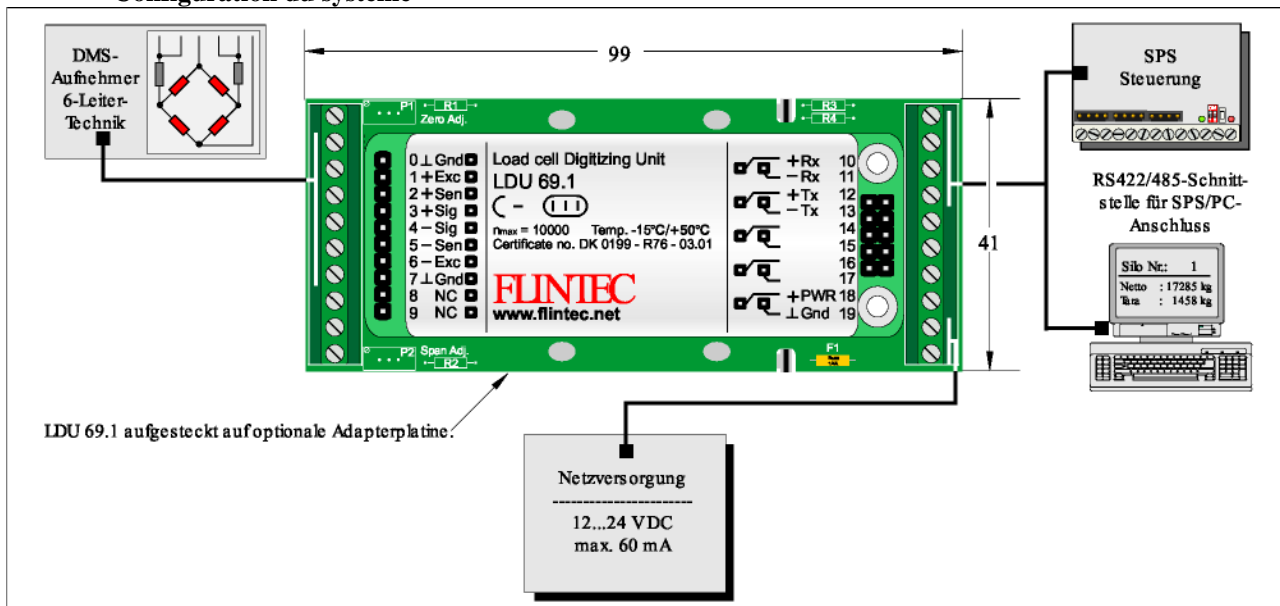 Configuration du système
DMS-
Aufnehmer
6-Leiter-
Technik
99
SPS
Steuerung
P1
R1
Zero Adj.
R3
R4
0 ⊥ Gnd
1 + Exc
2 + Sen
3 + Sig
4 – Sig
5 – Sen
6 – Exc
7 ⊥ Gnd
8 NC
9 NC
Load cell Digitizing Unit
LDU 69.1
nmax = 10000 Temp. -15°C/+50°C
Certificate no. DK 0199 - R76 - 03.01
FLINTEC
www.flintec.net
+Rx 10
–Rx 11
+Tx 12
–Tx 13
14
15
16
17
+PWR 18
⊥ Gnd 19
41
RS422/485-Schnitt-
stelle für SPS/PC-
Anschluss
Silo Nr.: 1
Netto : 17285 kg
Tara : 1458 kg
P2
Span Adj.
R2
F1
LDU 69.1 aufgesteckt auf optionale Adapterplatine.
Netzversorgung
-----------------------
12...24 VDC
max. 60 mA